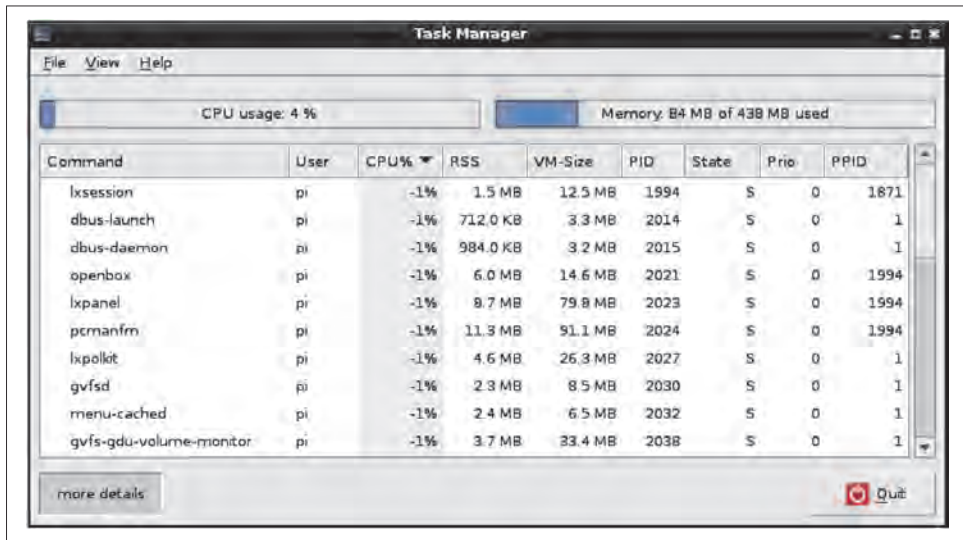 Task Manager
File View Help
CPU usage: 4 % Memory: 84 MB of 438 MB used
Command User CPU% RSS VM-Size PID State Prio PPID
lxsession pi -1% 1.5 MB 12.5 MB 1994 S 0 1871
dbus-launch pi -1% 712.0 KB 3.3 MB 2014 S 0 1
dbus-daemon pi -1% 984.0 KB 3.2 MB 2015 S 0 1
openbox pi -1% 6.0 MB 14.6 MB 2021 S 0 1994
lxpanel pi -1% 8.7 MB 79.8 MB 2023 S 0 1994
pcmanfm pi -1% 11.3 MB 91.1 MB 2024 S 0 1994
lxpolkit pi -1% 4.6 MB 26.3 MB 2027 S 0 1
gvfsd pi -1% 2.3 MB 8.5 MB 2030 S 0 1
menu-cached pi -1% 2.4 MB 6.5 MB 2032 S 0 1
gvfs-gdu-volume-monitor pi -1% 3.7 MB 33.4 MB 2038 S 0 1
more details Quit